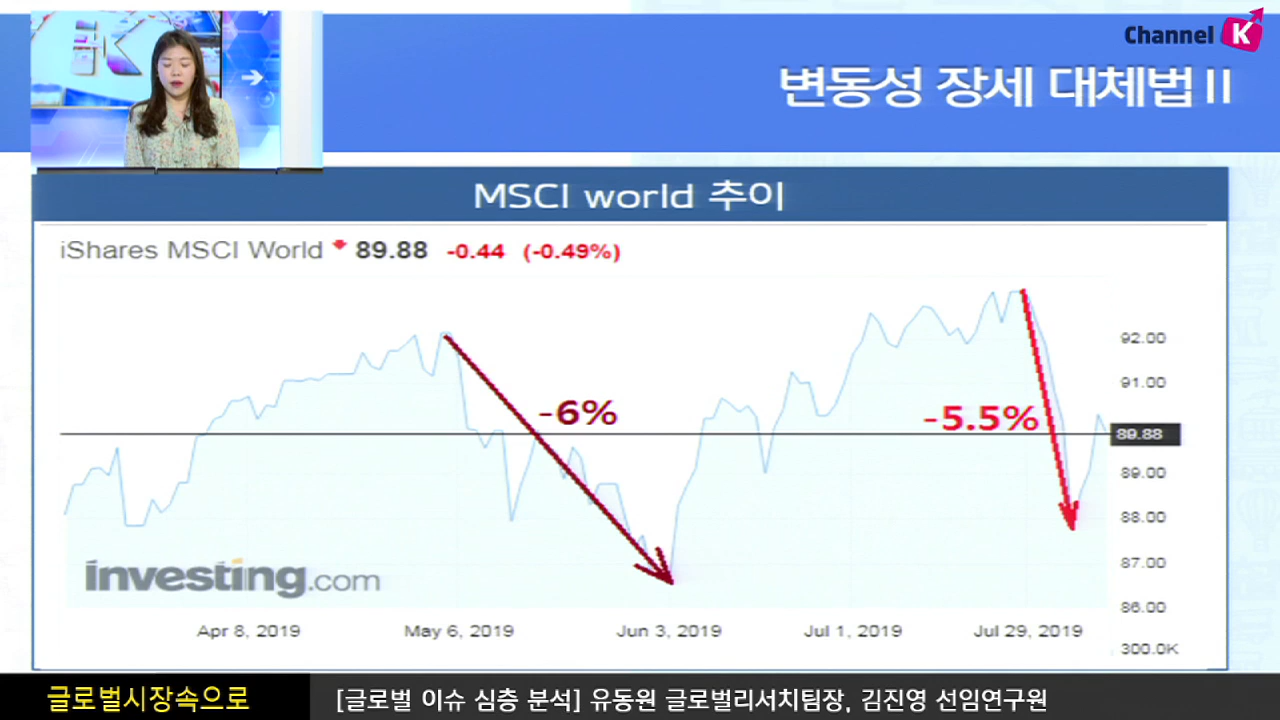 Channel K
변동성 장세 대체법 II
MSCI world 추이
iShares MSCI World 89.88 -0.44 (-0.49%)
-6%
-5.5%
92.00
91.00
89.88
89.00
88.00
87.00
86.00
300.0K
investing.com
Apr 8, 2019 May 6, 2019 Jun 3, 2019 Jul 1, 2019 Jul 29, 2019
글로벌시장속으로
[글로벌 이슈 심층 분석] 유동원 글로벌리서치팀장, 김진영 선임연구원